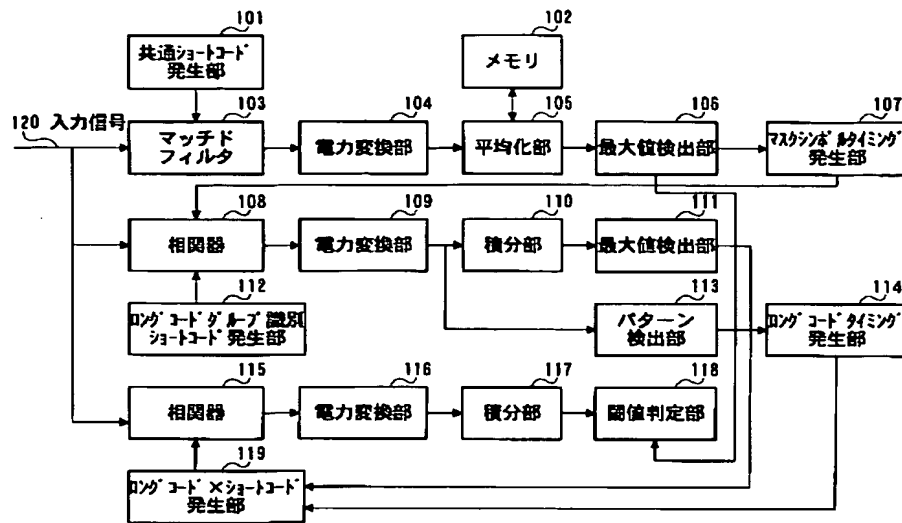 101
共通ショートコード
発生部
102
メモリ
120 入力信号
103
マッチド
フィルタ
104
電力変換部
105
平均化部
106
最大値検出部
107
マスクシンボルタイミング
発生部
108
相関器
109
電力変換部
110
積分部
111
最大値検出部
112
ロングコードグループ識別
ショートコード発生部
113
パターン
検出部
114
ロングコードタイミング
発生部
115
相関器
116
電力変換部
117
積分部
118
閾値判定部
119
ロングコード×ショートコード
発生部